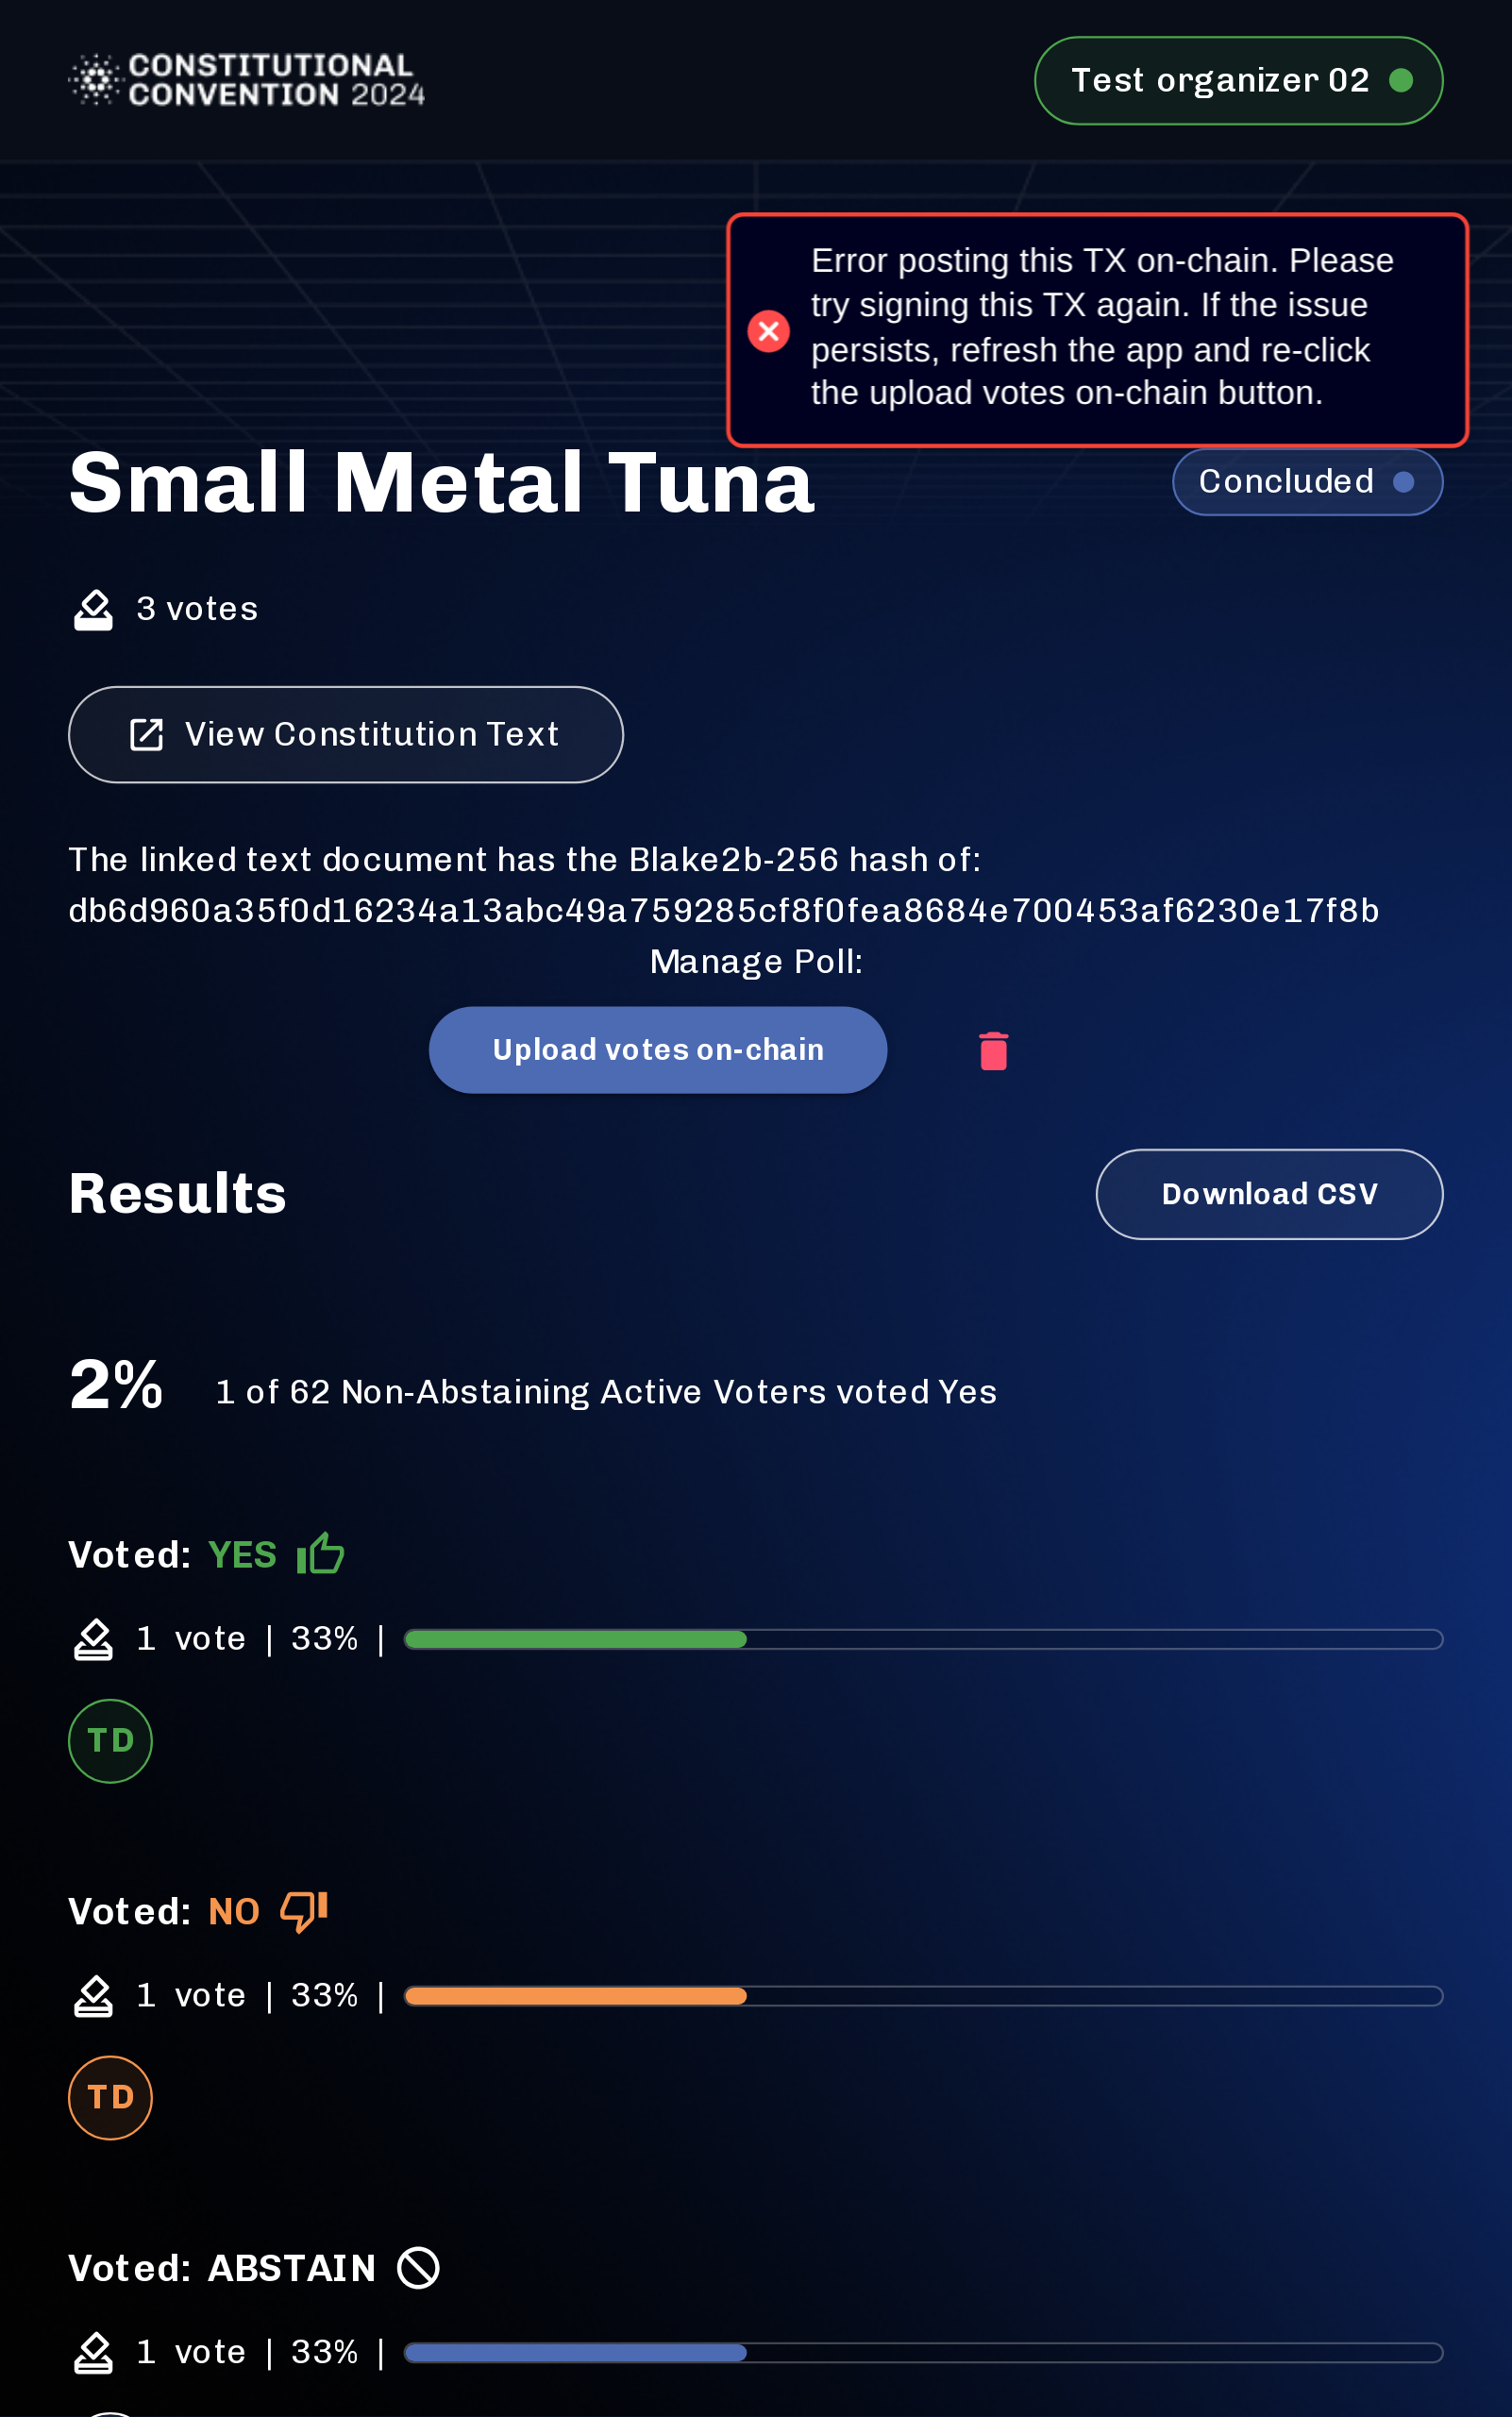 CONSTITUTIONAL
CONVENTION 2024
Test organizer 02
Error posting this TX on-chain. Please
try signing this TX again. If the issue
persists, refresh the app and re-click
the upload votes on-chain button.
Small Metal Tuna
Concluded
3 votes
View Constitution Text
The linked text document has the Blake2b-256 hash of:
db6d960a35f0d16234a13abc49a759285cf8f0fea8684e700453af6230e17f8b
Manage Poll:
Upload votes on-chain
Results
Download CSV
2% 1 of 62 Non-Abstaining Active Voters voted Yes
Voted: YES
1 vote | 33% |
TD
Voted: NO
1 vote | 33% |
TD
Voted: ABSTAIN
1 vote | 33% |